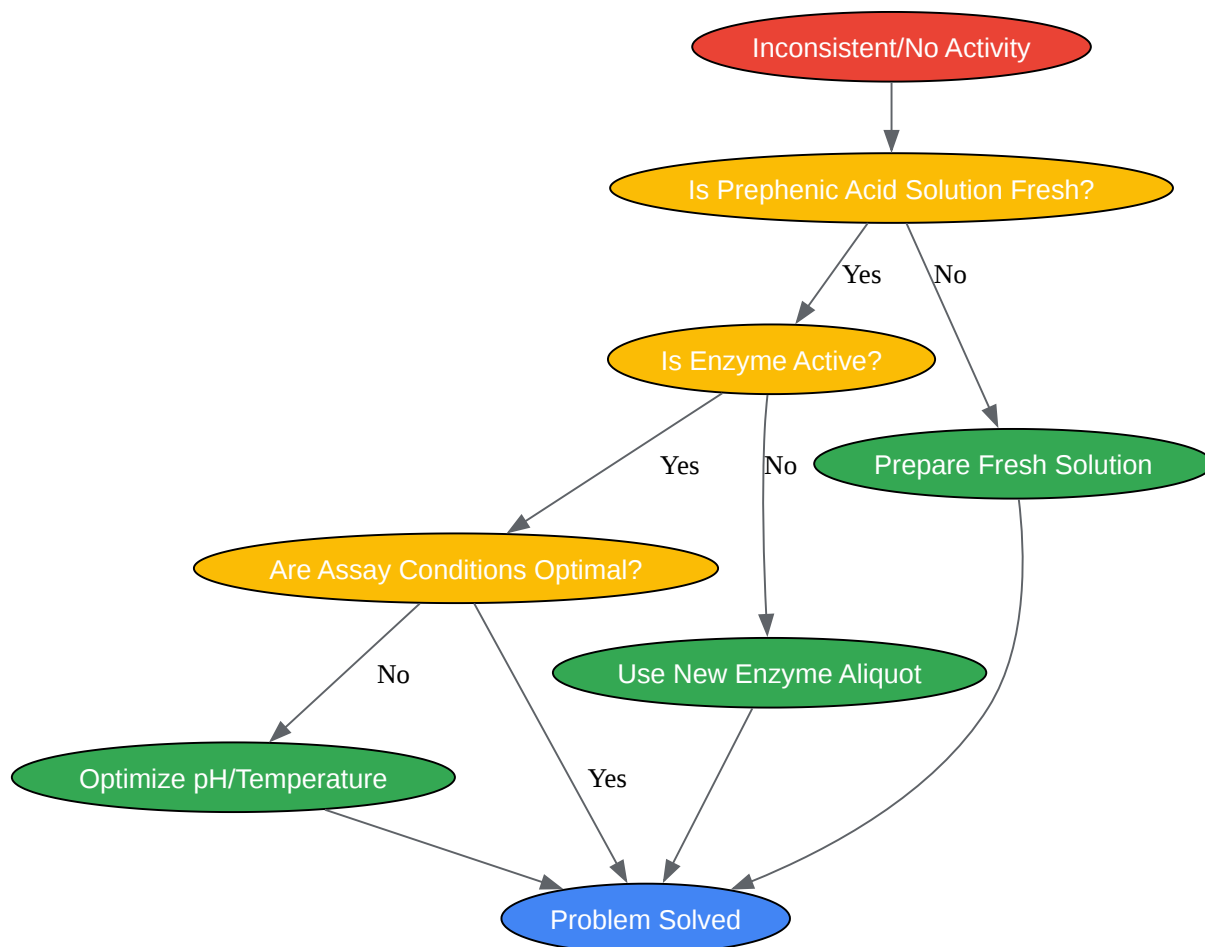 Inconsistent/No Activity
Is Prephenic Acid Solution Fresh?
Yes
No
Is Enzyme Active?
Yes
No
Prepare Fresh Solution
Are Assay Conditions Optimal?
No
Use New Enzyme Aliquot
Optimize pH/Temperature
Yes
Problem Solved